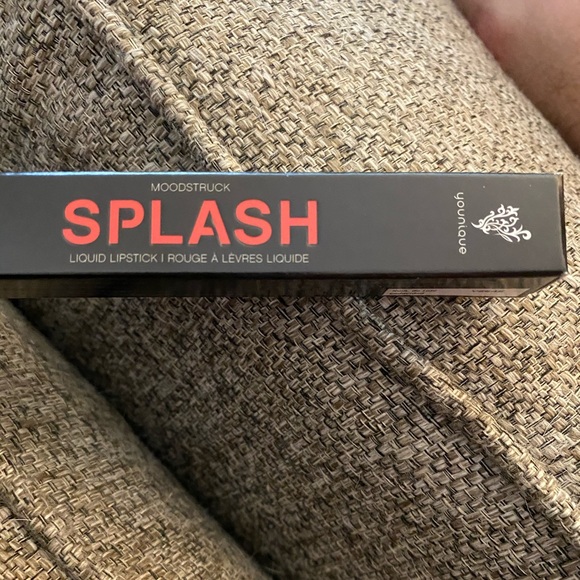 MOODSTRUCK
SPLASH
LIQUID LIPSTICK I ROUGE À LÈVRES LIQUIDE
younique